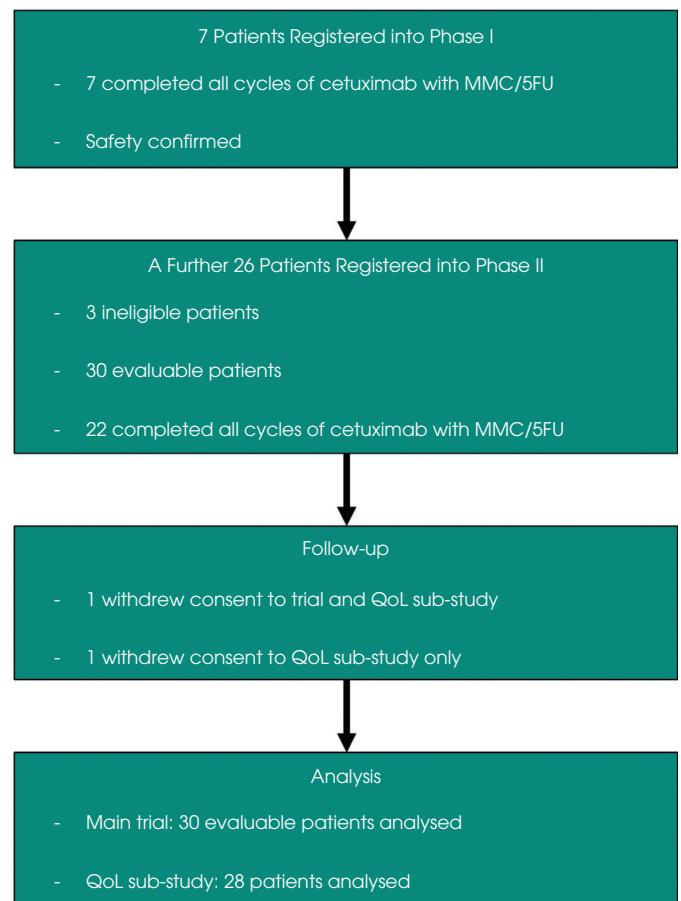 7 Patients Registered into Phase I
- 7 completed all cycles of cetuximab with MMC/5FU
- Safety confirmed
A Further 26 Patients Registered into Phase II
- 3 ineligible patients
- 30 evaluable patients
- 22 completed all cycles of cetuximab with MMC/5FU
Follow-up
- 1 withdrew consent to trial and QoL sub-study
- 1 withdrew consent to QoL sub-study only
Analysis
- Main trial: 30 evaluable patients analysed
- QoL sub-study: 28 patients analysed